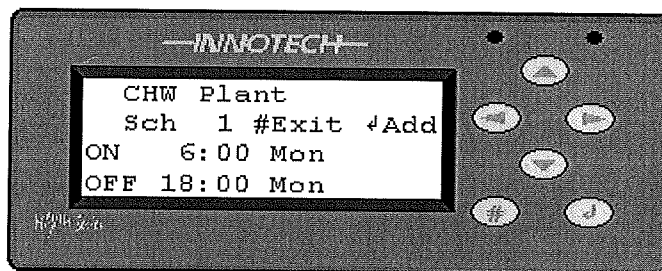 INNOTECH
CHW Plant
Sch 1 #Exit ↲Add
ON 6:00 Mon
OFF 18:00 Mon
#
↲